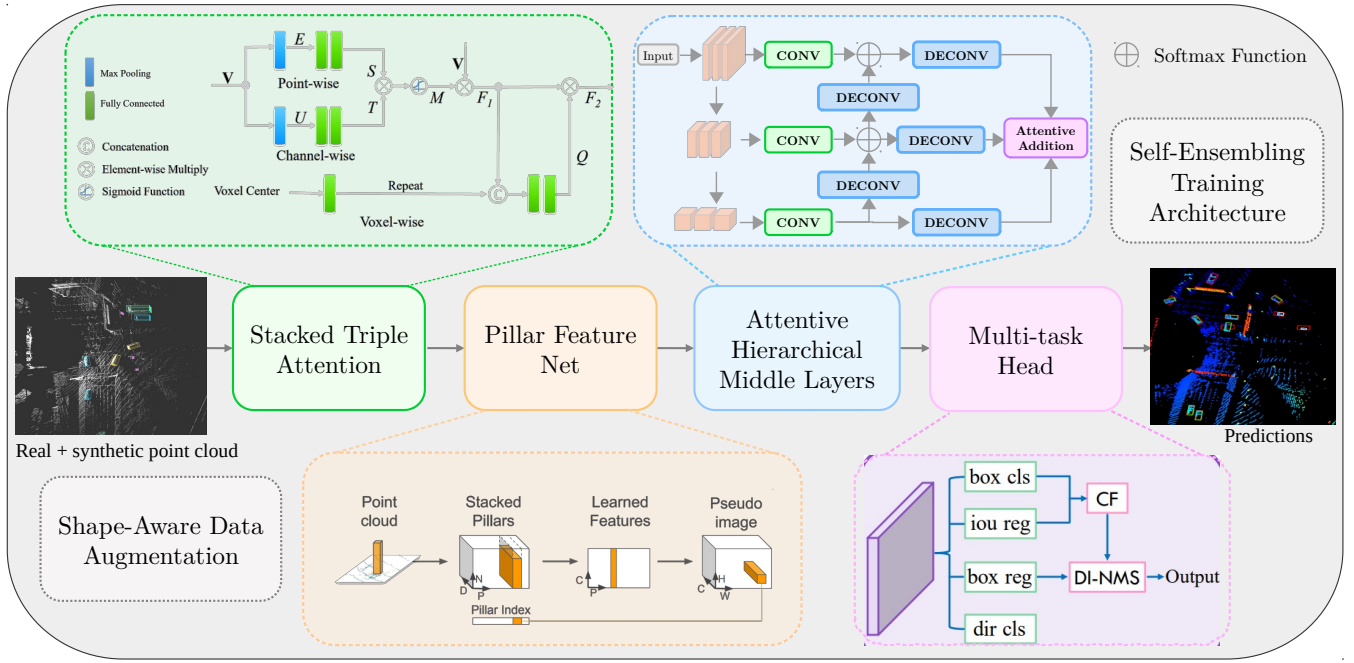 Max Pooling
Fully Connected
Concatenation
Element-wise Multiply
Sigmoid Function
V
E
Point-wise
S
T
U
Channel-wise
M
V
F1
F2
Q
Voxel Center
Repeat
C
Voxel-wise
Input
CONV
DECONV
DECONV
CONV
DECONV
Attentive
Addition
DECONV
CONV
DECONV
Softmax Function
Self-Ensembling
Training
Architecture
Real + synthetic point cloud
Stacked Triple
Attention
Pillar Feature
Net
Attentive
Hierarchical
Middle Layers
Multi-task
Head
Predictions
Shape-Aware Data
Augmentation
Point
cloud
Stacked
Pillars
N
D
P
Learned
Features
C
P
Pseudo
image
H
C
W
Pillar Index
box cls
iou reg
box reg
dir cls
CF
DI-NMS
Output